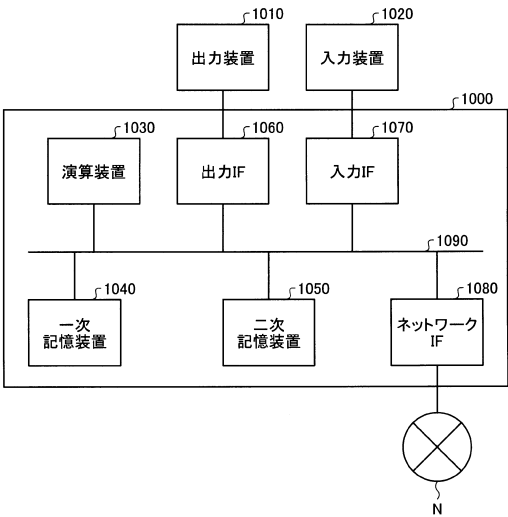 1010
1020
出力装置
入力装置
1000
1030
1060
1070
演算装置
出力IF
入力IF
1090
1040
1050
1080
一次
記憶装置
二次
記憶装置
ネットワーク
IF
N